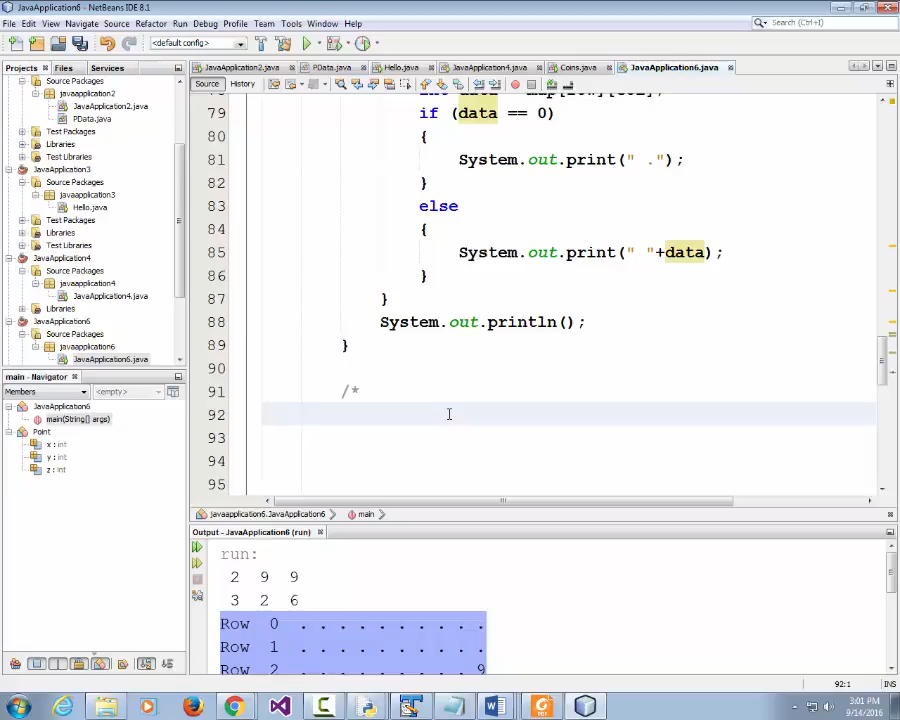 JavaApplication6 - NetBeans IDE 8.1
File Edit View Navigate Source Refactor Run Debug Profile Team Tools Window Help
Search (Ctrl+I)
<default config>
Projects Files Services
JavaApplication2.java PData.java Hello.java JavaApplication4.java Coins.java JavaApplication6.java
Source History
Source Packages
javaapplication2
JavaApplication2.java
PData.java
Test Packages
Libraries
Test Libraries
JavaApplication3
Source Packages
javaapplication3
Hello.java
Test Packages
Libraries
Test Libraries
JavaApplication4
Source Packages
javaapplication4
JavaApplication4.java
Libraries
JavaApplication6
Source Packages
javaapplication6
JavaApplication6.java
main - Navigator
Members <empty>
JavaApplication6
main(String[] args)
Point
x : int
y : int
z : int
79 if (data == 0)
80 {
81 System.out.print(" .");
82 }
83 else
84 {
85 System.out.print(" "+data);
86 }
87 }
88 System.out.println();
89 }
90
91 /*
92
93
94
95
javaapplication6.JavaApplication6 main
Output - JavaApplication6 (run)
run:
2 9 9
3 2 6
Row 0 . . . . . . . . . .
Row 1 . . . . . . . . . .
Row 2 . . . . . . . . . 9
92:1 INS
3:01 PM
9/14/2016